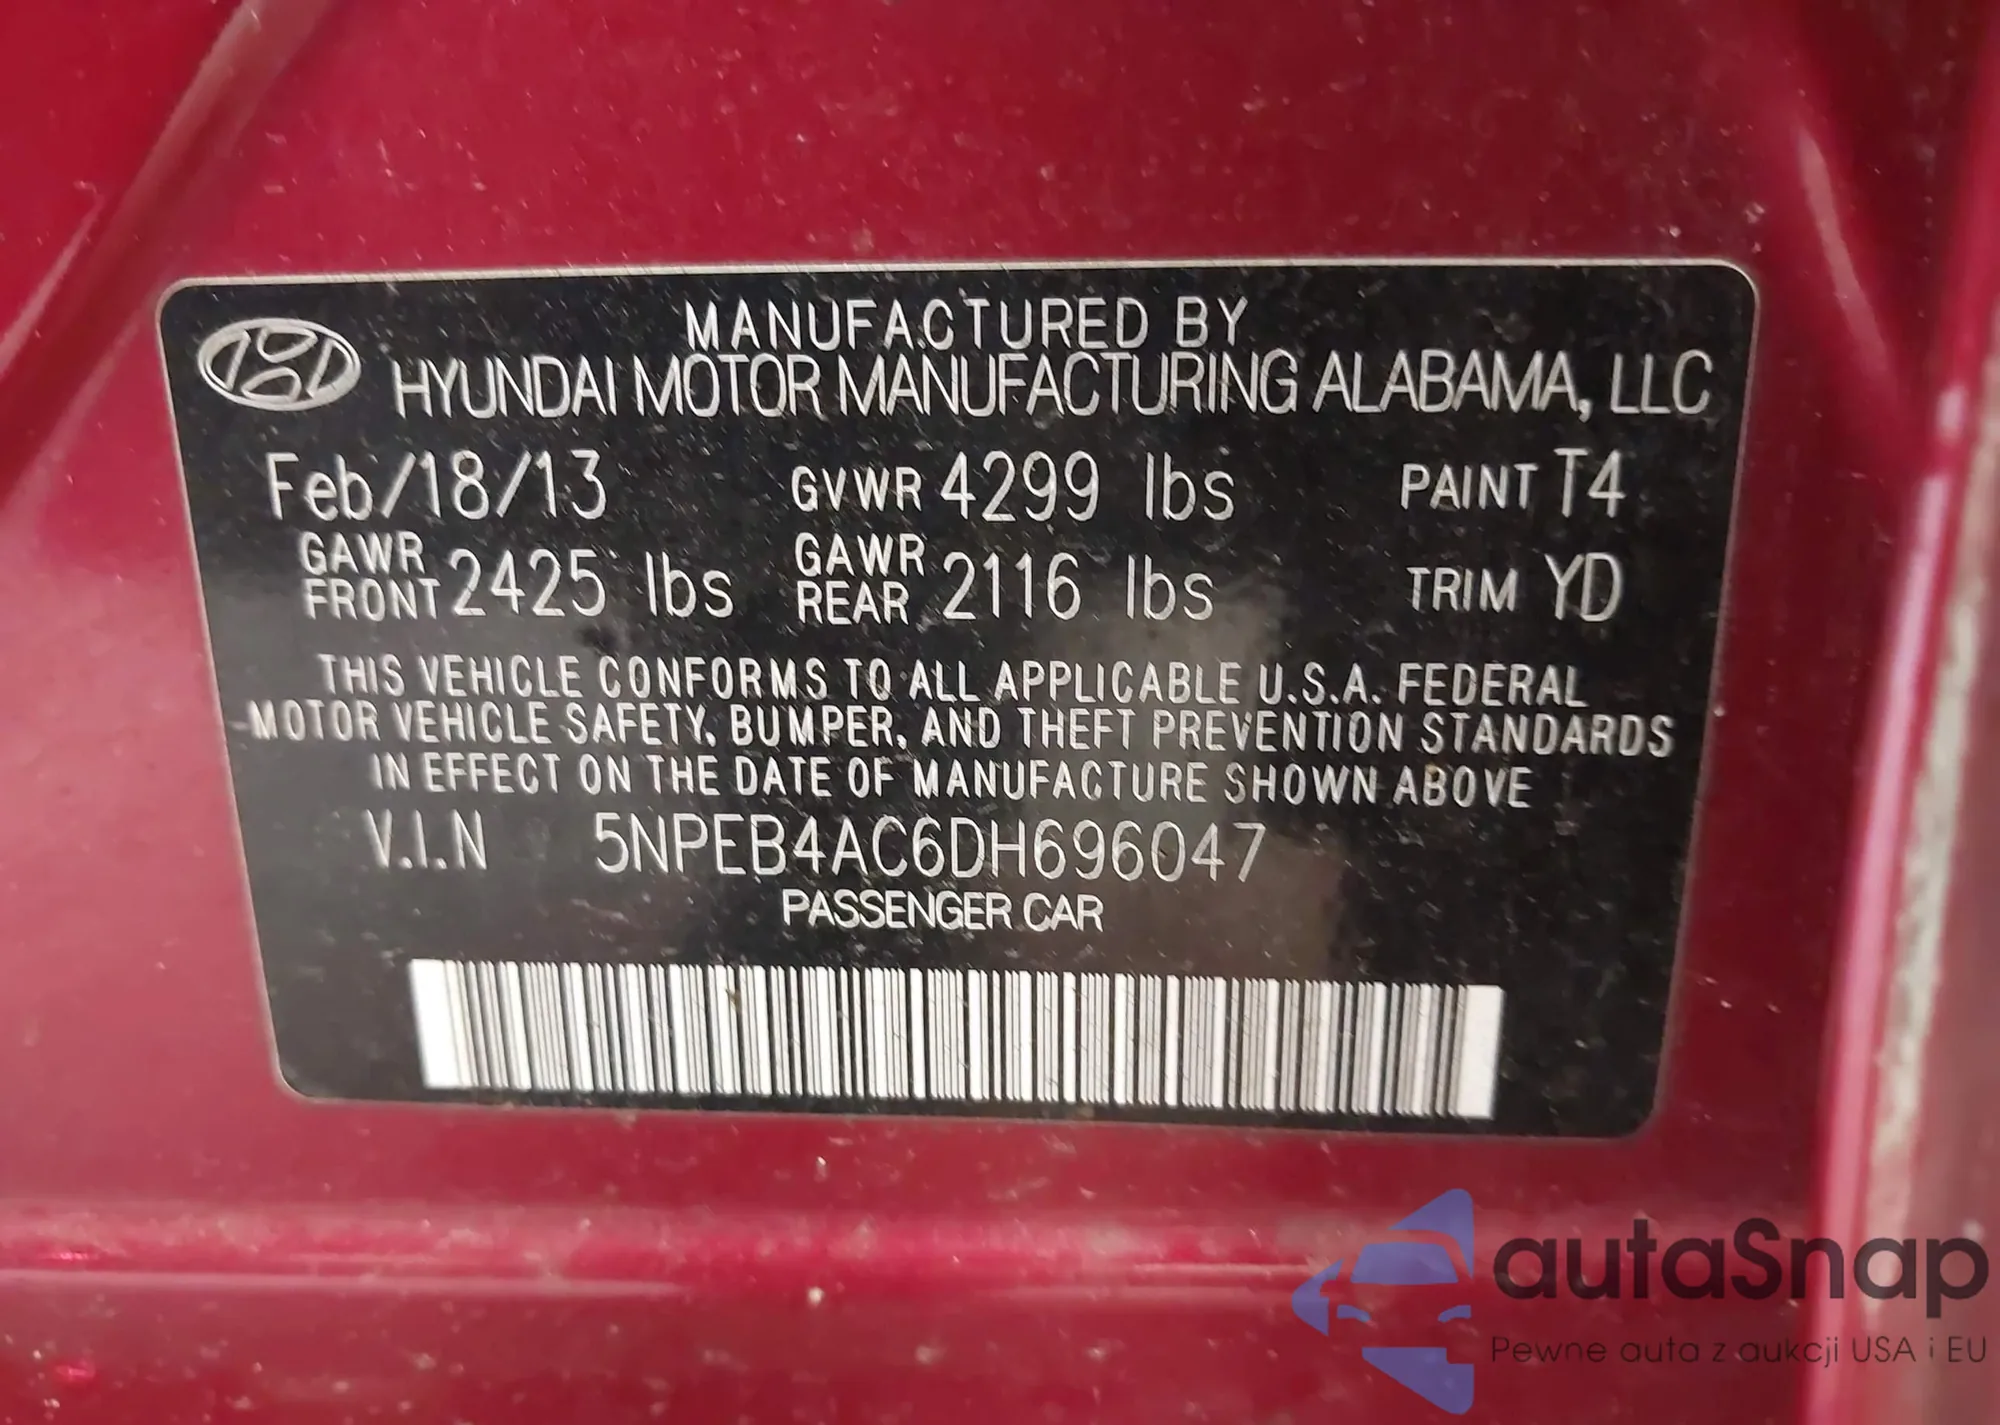 MANUFACTURED BY
HYUNDAI MOTOR MANUFACTURING ALABAMA, LLC
Feb/18/13 GVWR 4299 lbs PAINT T4
GAWR FRONT 2425 lbs GAWR REAR 2116 lbs TRIM YD
THIS VEHICLE CONFORMS TO ALL APPLICABLE U.S.A. FEDERAL
MOTOR VEHICLE SAFETY, BUMPER, AND THEFT PREVENTION STANDARDS
IN EFFECT ON THE DATE OF MANUFACTURE SHOWN ABOVE
V.I.N 5NPEB4AC6DH696047
PASSENGER CAR
autaSnap
Pewne auta z aukcji USA i EU